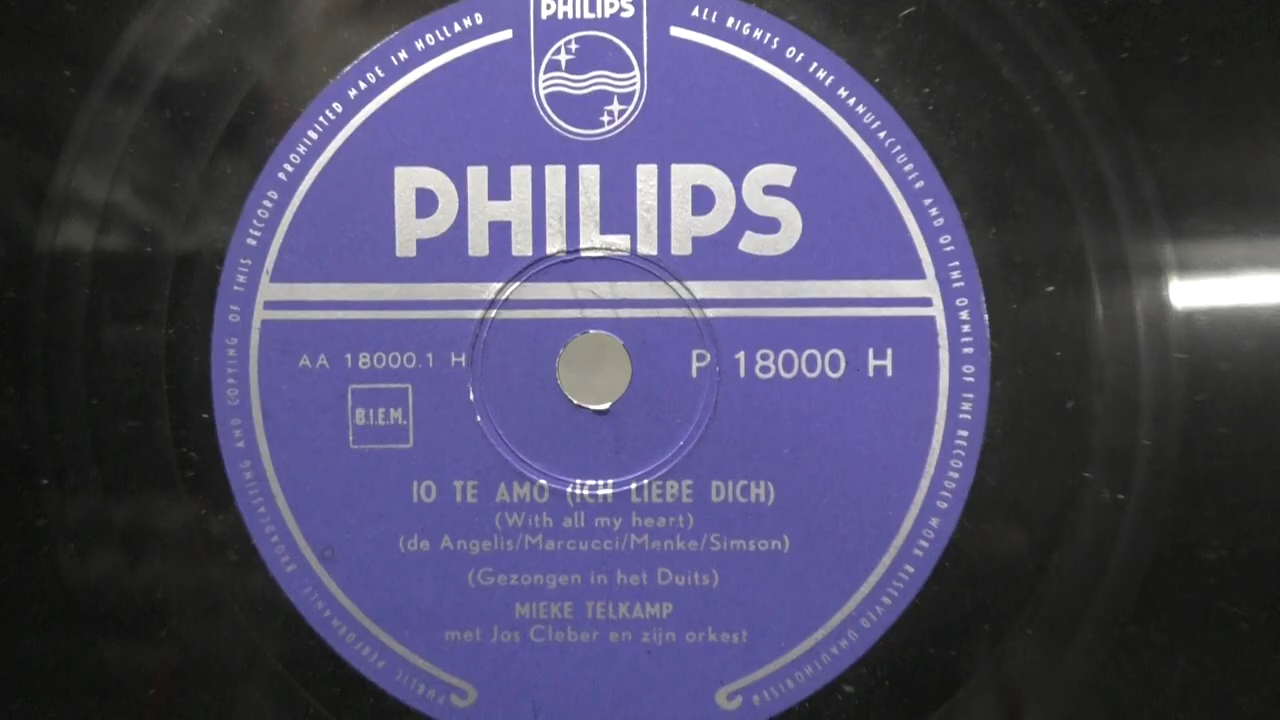 PHILIPS
ALL RIGHTS OF THE MANUFACTURER AND OF THE OWNER OF THE RECORDED WORK RESERVED UNAUTHORISED
PUBLIC PERFORMANCE, BROADCASTING AND COPYING OF THIS RECORD PROHIBITED MADE IN HOLLAND
PHILIPS
AA 18000.1 H
P 18000 H
B.I.E.M.
IO TE AMO (ICH LIEBE DICH)
(With all my heart)
(de Angelis/Marcucci/Menke/Simson)
(Gezongen in het Duits)
MIEKE TELKAMP
met Jos Cleber en zijn orkest